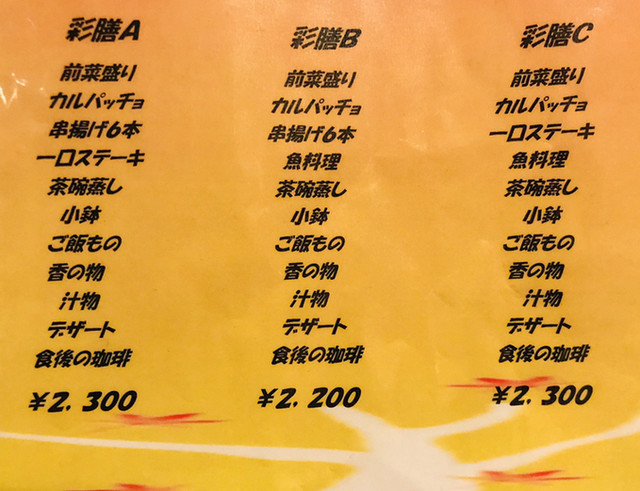 彩膳A
前菜盛り
カルパッチョ
串揚げ6本
一口ステーキ
茶碗蒸し
小鉢
ご飯もの
香の物
汁物
デザート
食後の珈琲
¥2,300
彩膳B
前菜盛り
カルパッチョ
串揚げ6本
魚料理
茶碗蒸し
小鉢
ご飯もの
香の物
汁物
デザート
食後の珈琲
¥2,200
彩膳C
前菜盛り
カルパッチョ
一口ステーキ
魚料理
茶碗蒸し
小鉢
ご飯もの
香の物
汁物
デザート
食後の珈琲
¥2,300